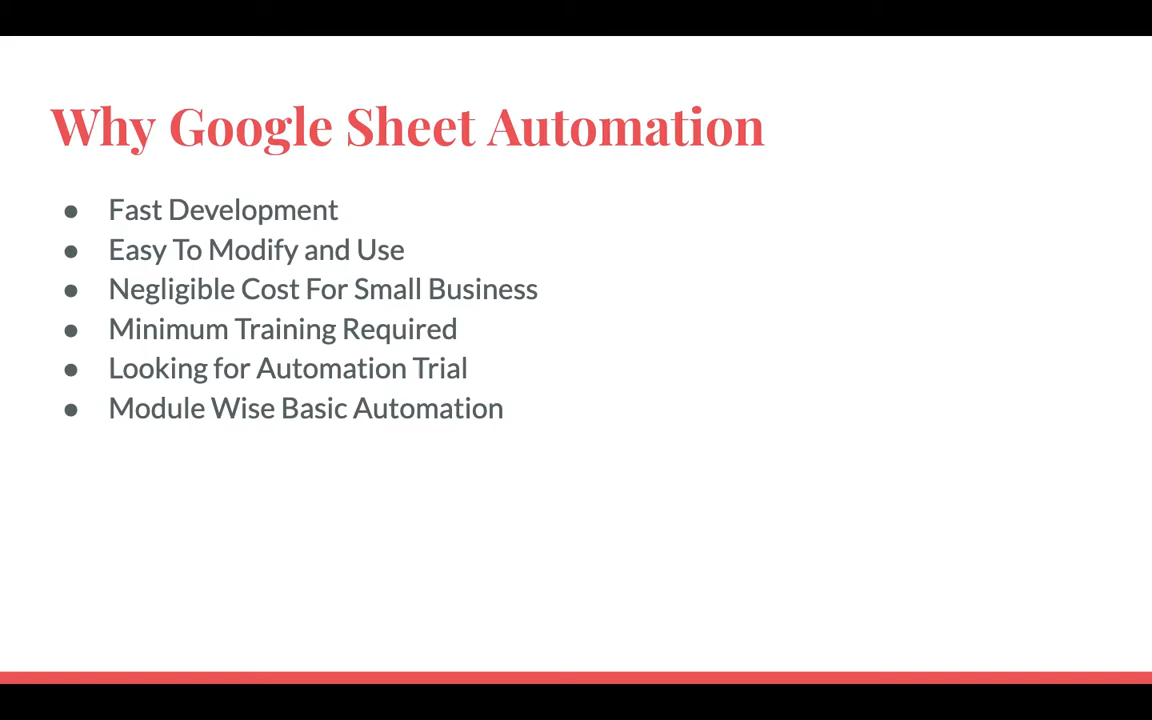 Why Google Sheet Automation
● Fast Development
● Easy To Modify and Use
● Negligible Cost For Small Business
● Minimum Training Required
● Looking for Automation Trial
● Module Wise Basic Automation